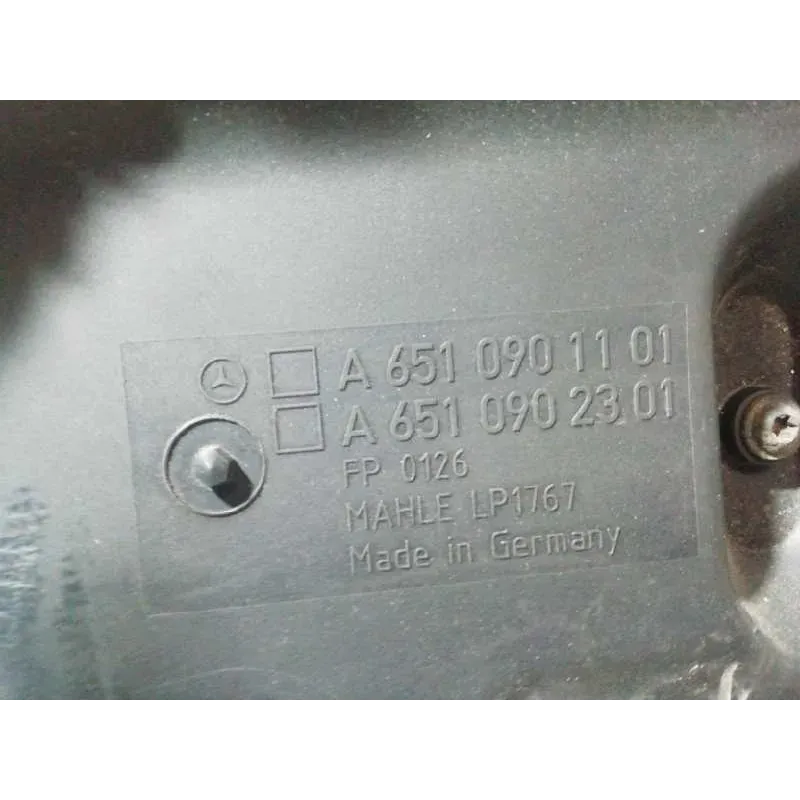 A 651 090 11 01
A 651 090 23 01
FP 0126
MAHLE LP1767
Made in Germany